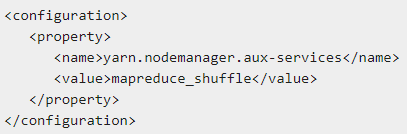 <configuration>
   <property>
      <name>yarn.nodemanager.aux-services</name>
      <value>mapreduce_shuffle</value>
   </property>
</configuration>